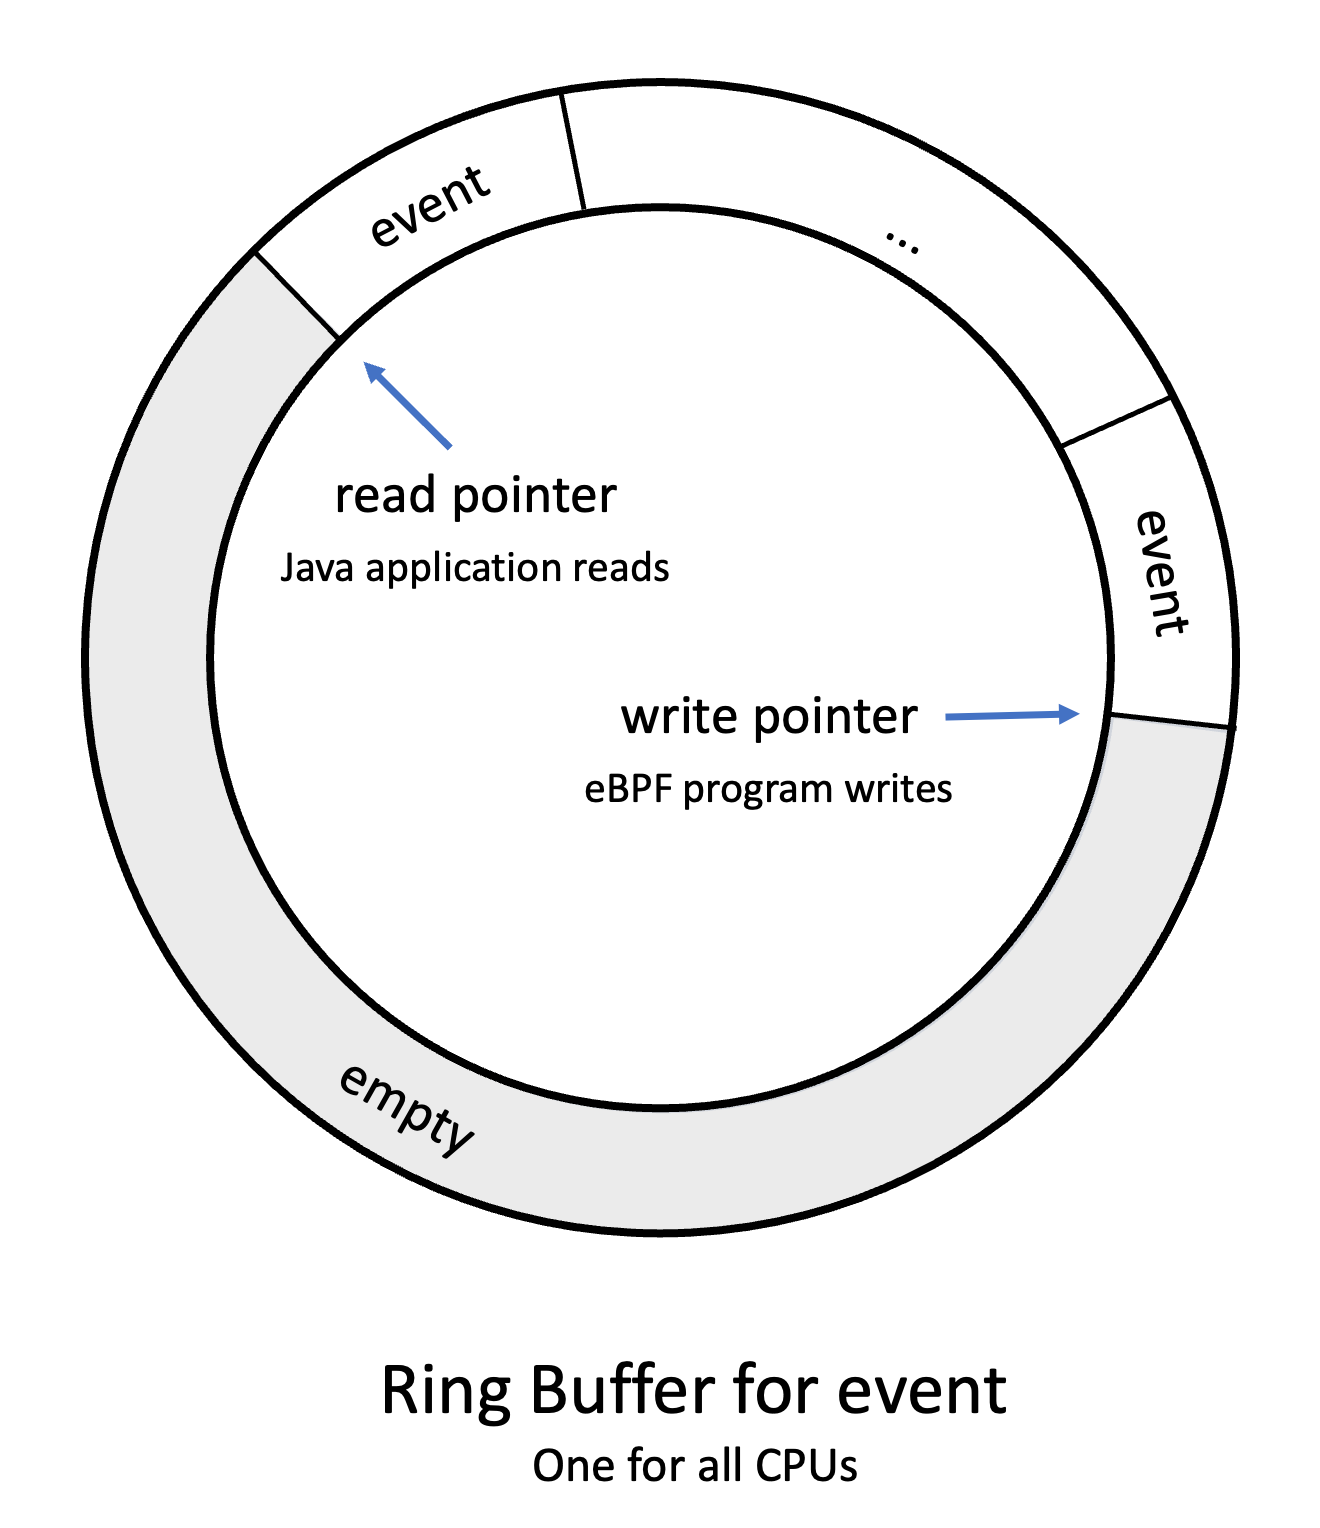 event
...
event
read pointer
Java application reads
write pointer
eBPF program writes
empty
Ring Buffer for event
One for all CPUs